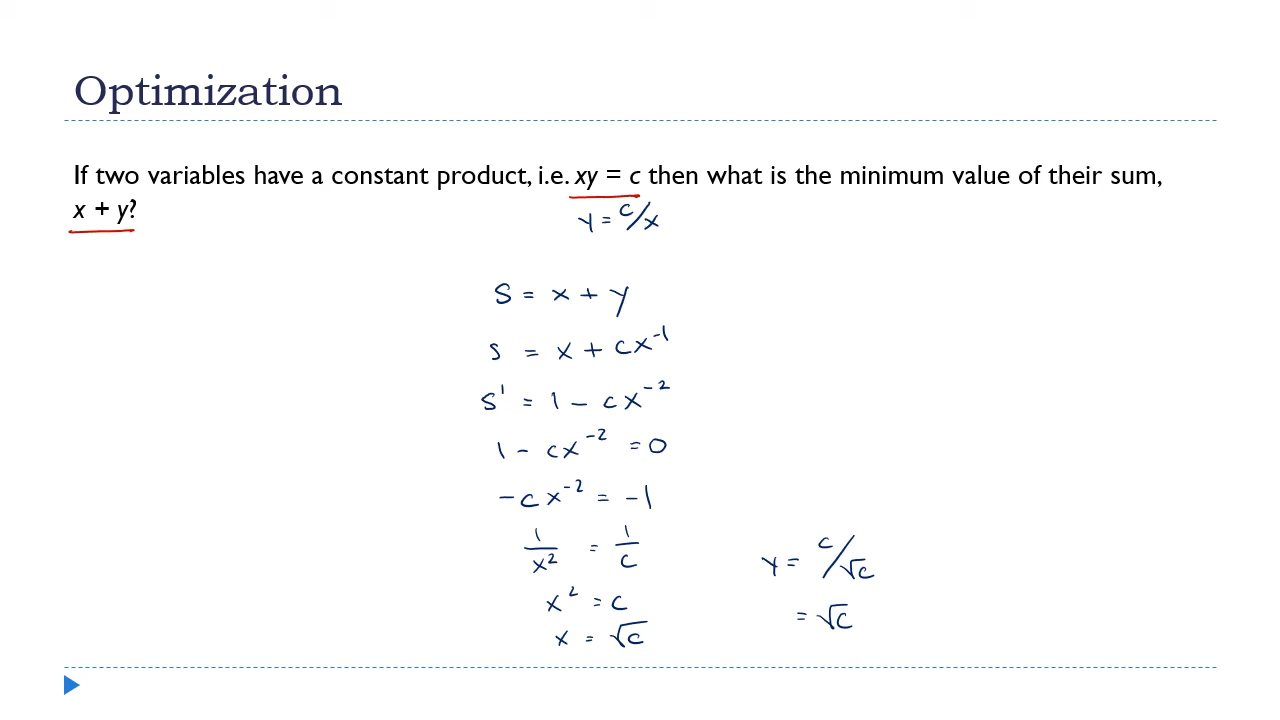 Optimization
If two variables have a constant product, i.e. xy = c then what is the minimum value of their sum,
x + y?
y = c/x
S = x + y
S = x + cx⁻¹
S' = 1 - cx⁻²
1 - cx⁻² = 0
-cx⁻² = -1
1/x² = 1/c
x² = c
x = √c
y = c/√c
= √c